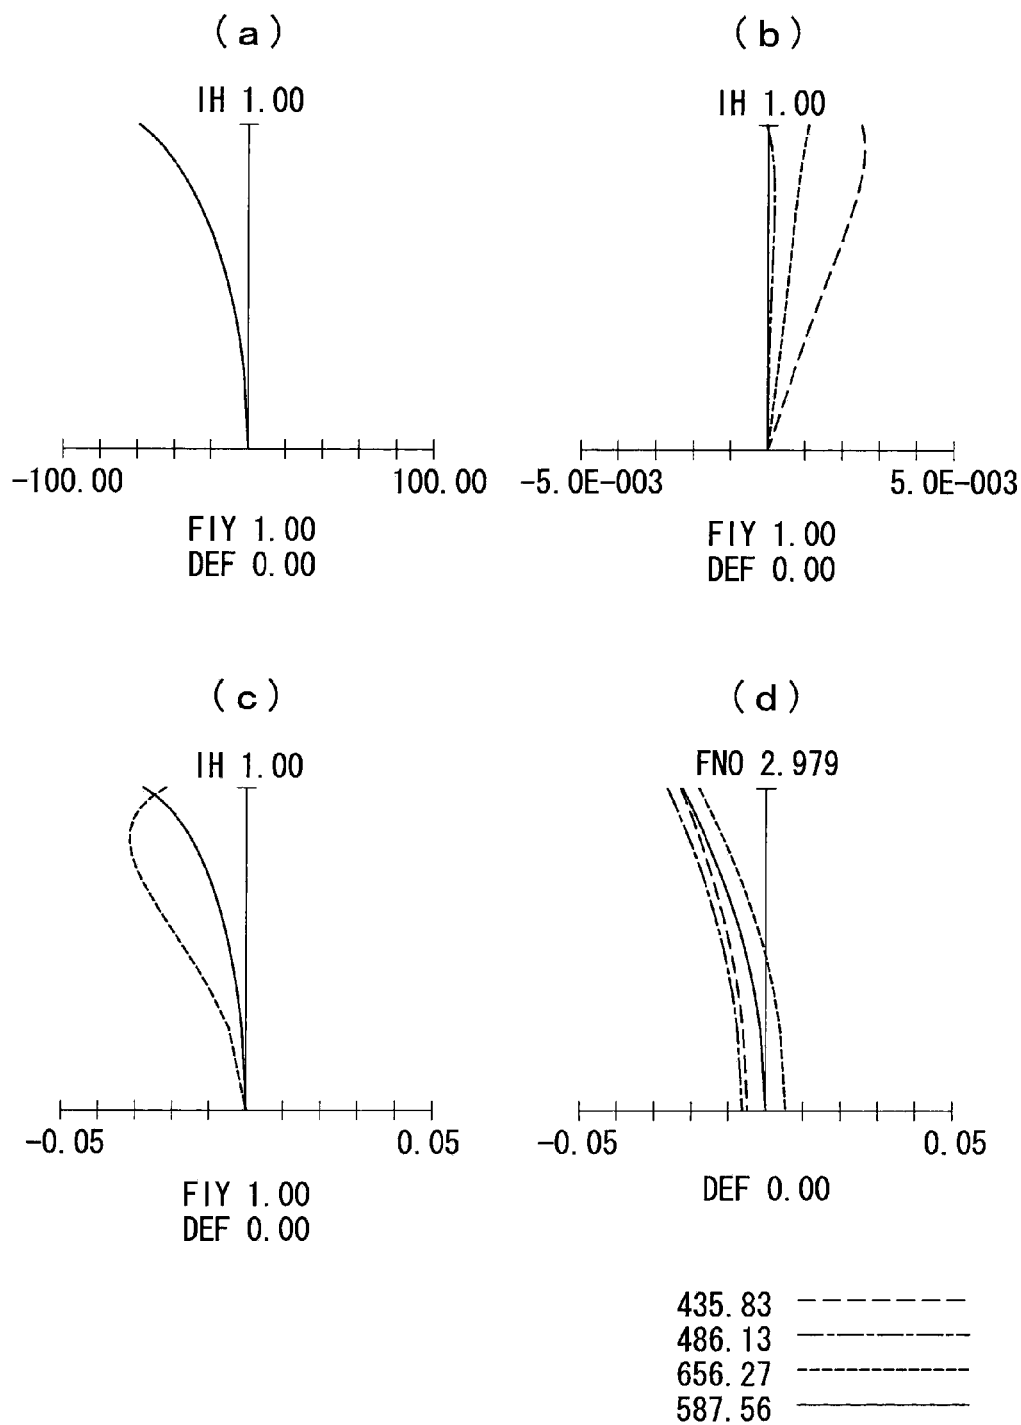 (a)
IH 1.00
-100.00 100.00
FIY 1.00
DEF 0.00
(b)
IH 1.00
-5.0E-003 5.0E-003
FIY 1.00
DEF 0.00
(c)
IH 1.00
-0.05 0.05
FIY 1.00
DEF 0.00
(d)
FNO 2.979
-0.05 0.05
DEF 0.00
435.83
486.13
656.27
587.56